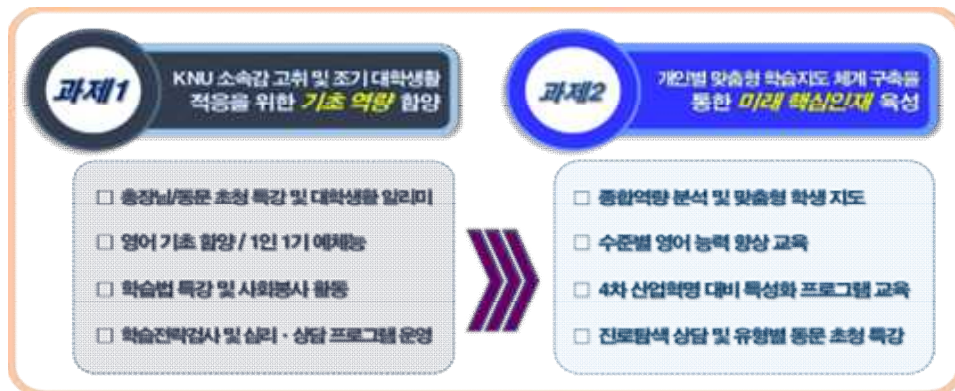 과제1
KNU 소속감 고취 및 조기 대학생활
적응을 위한 기초 역량 함양
□ 총장님/동문 초청 특강 및 대학생활 알리미
□ 영어 기초 함양 / 1인 1기 예체능
□ 학습법 특강 및 사회봉사 활동
□ 학습전략검사 및 심리 · 상담 프로그램 운영
과제2
개인별 맞춤형 학습지도 체계 구축을
통한 미래 핵심인재 육성
□ 종합역량 분석 및 맞춤형 학생 지도
□ 수준별 영어 능력 향상 교육
□ 4차 산업혁명 대비 특성화 프로그램 교육
□ 진로탐색 상담 및 유형별 동문 초청 특강